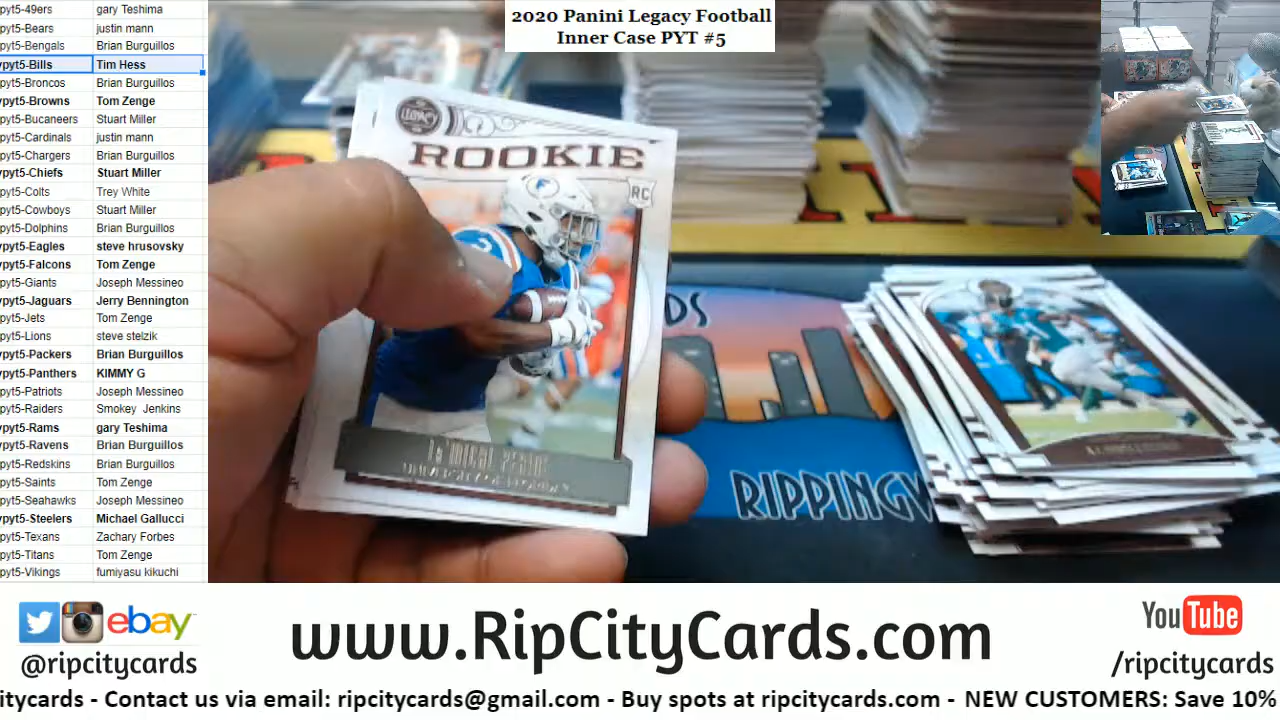 2020 Panini Legacy Football
Inner Case PYT #5
pyt5-49ers gary Teshima
pyt5-Bears justin mann
pyt5-Bengals Brian Burguillos
pyt5-Bills Tim Hess
pyt5-Broncos Brian Burguillos
pyt5-Browns Tom Zenge
pyt5-Bucaneers Stuart Miller
pyt5-Cardinals justin mann
pyt5-Chargers Brian Burguillos
pyt5-Chiefs Stuart Miller
pyt5-Colts Trey White
pyt5-Cowboys Stuart Miller
pyt5-Dolphins Brian Burguillos
pyt5-Eagles steve hrusovsky
pyt5-Falcons Tom Zenge
pyt5-Giants Joseph Messineo
pyt5-Jaguars Jerry Bennington
pyt5-Jets Tom Zenge
pyt5-Lions steve stelzik
pyt5-Packers Brian Burguillos
pyt5-Panthers KIMMY G
pyt5-Patriots Joseph Messineo
pyt5-Raiders Smokey Jenkins
pyt5-Rams gary Teshima
pyt5-Ravens Brian Burguillos
pyt5-Redskins Brian Burguillos
pyt5-Saints Tom Zenge
pyt5-Seahawks Joseph Messineo
pyt5-Steelers Michael Gallucci
pyt5-Texans Zachary Forbes
pyt5-Titans Tom Zenge
pyt5-Vikings fumiyasu kikuchi
LEGACY
ROOKIE
RC
RIPPING
ebay
@ripcitycards
www.RipCityCards.com
YouTube
/ripcitycards
citycards - Contact us via email: ripcitycards@gmail.com - Buy spots at ripcitycards.com - NEW CUSTOMERS: Save 10%